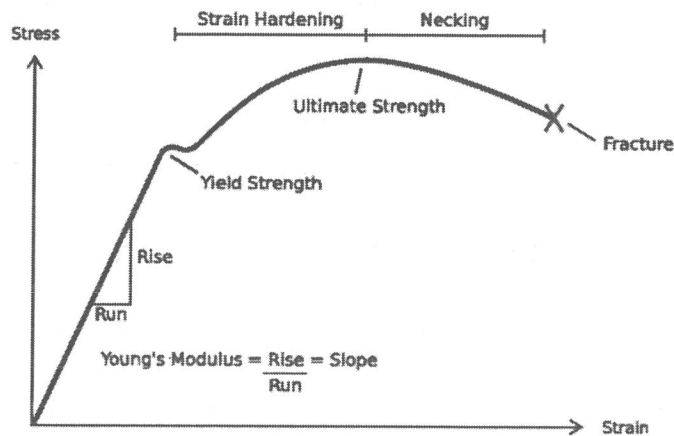 Strain Hardening
Necking
Stress
Ultimate Strength
Fracture
Yield Strength
Rise
Run
Young's Modulus = Rise = Slope
Run
Strain